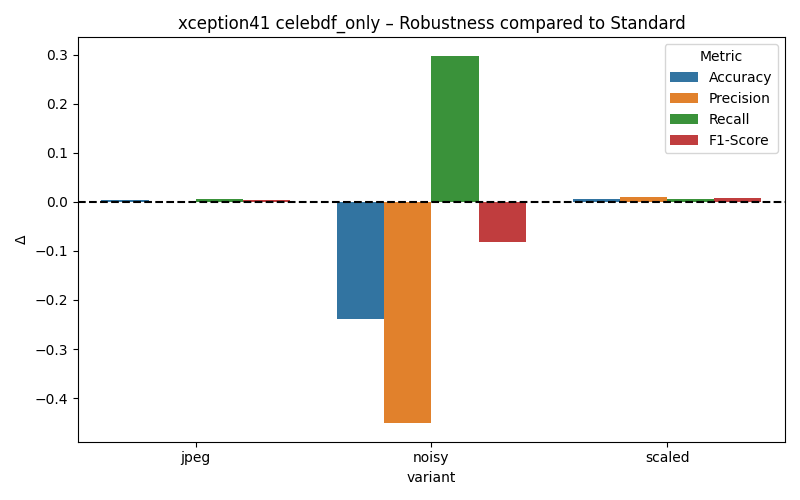 xception41 celebdf_only – Robustness compared to Standard
Metric
Accuracy
Precision
Recall
F1-Score
0.3
0.2
0.1
0.0
−0.1
−0.2
−0.3
−0.4
Δ
jpeg noisy scaled
variant